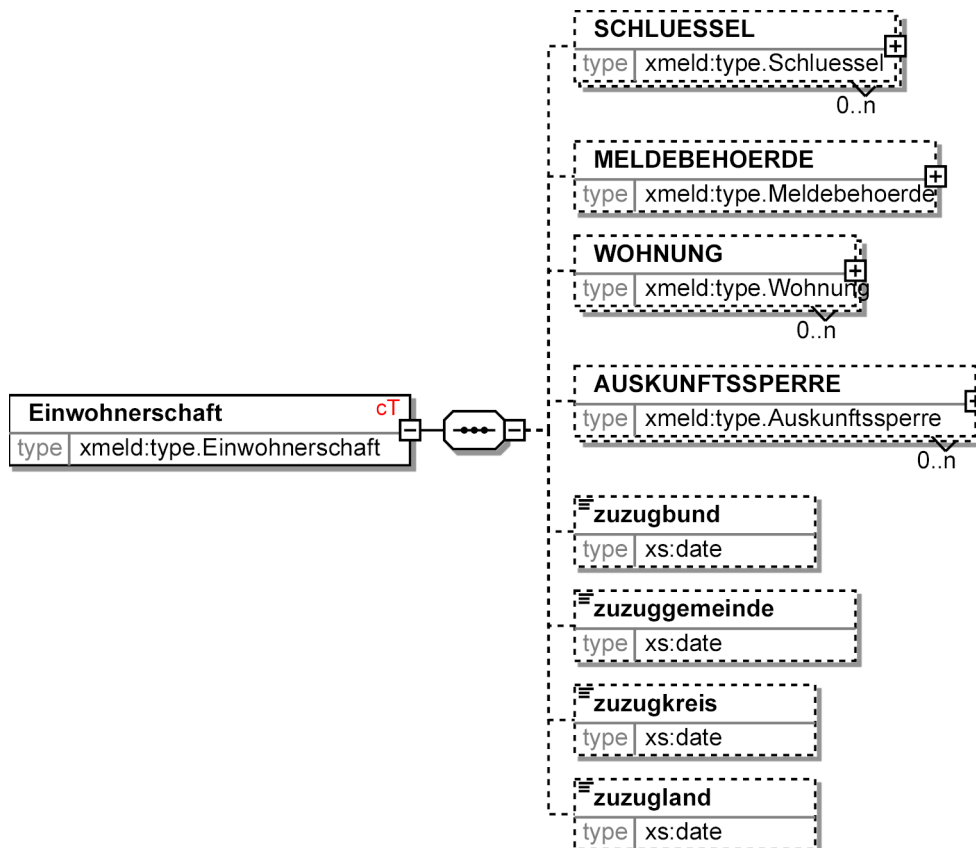 SCHLUESSEL
type xmeld:type.Schluessel
0..n
MELDEBEHOERDE
type xmeld:type.Meldebehoerde
WOHNUNG
type xmeld:type.Wohnung
0..n
AUSKUNFTSSPERRE
type xmeld:type.Auskunftssperre
0..n
Einwohnerschaft cT
type xmeld:type.Einwohnerschaft
zuzugbund
type xs:date
zuzuggemeinde
type xs:date
zuzugkreis
type xs:date
zuzugland
type xs:date